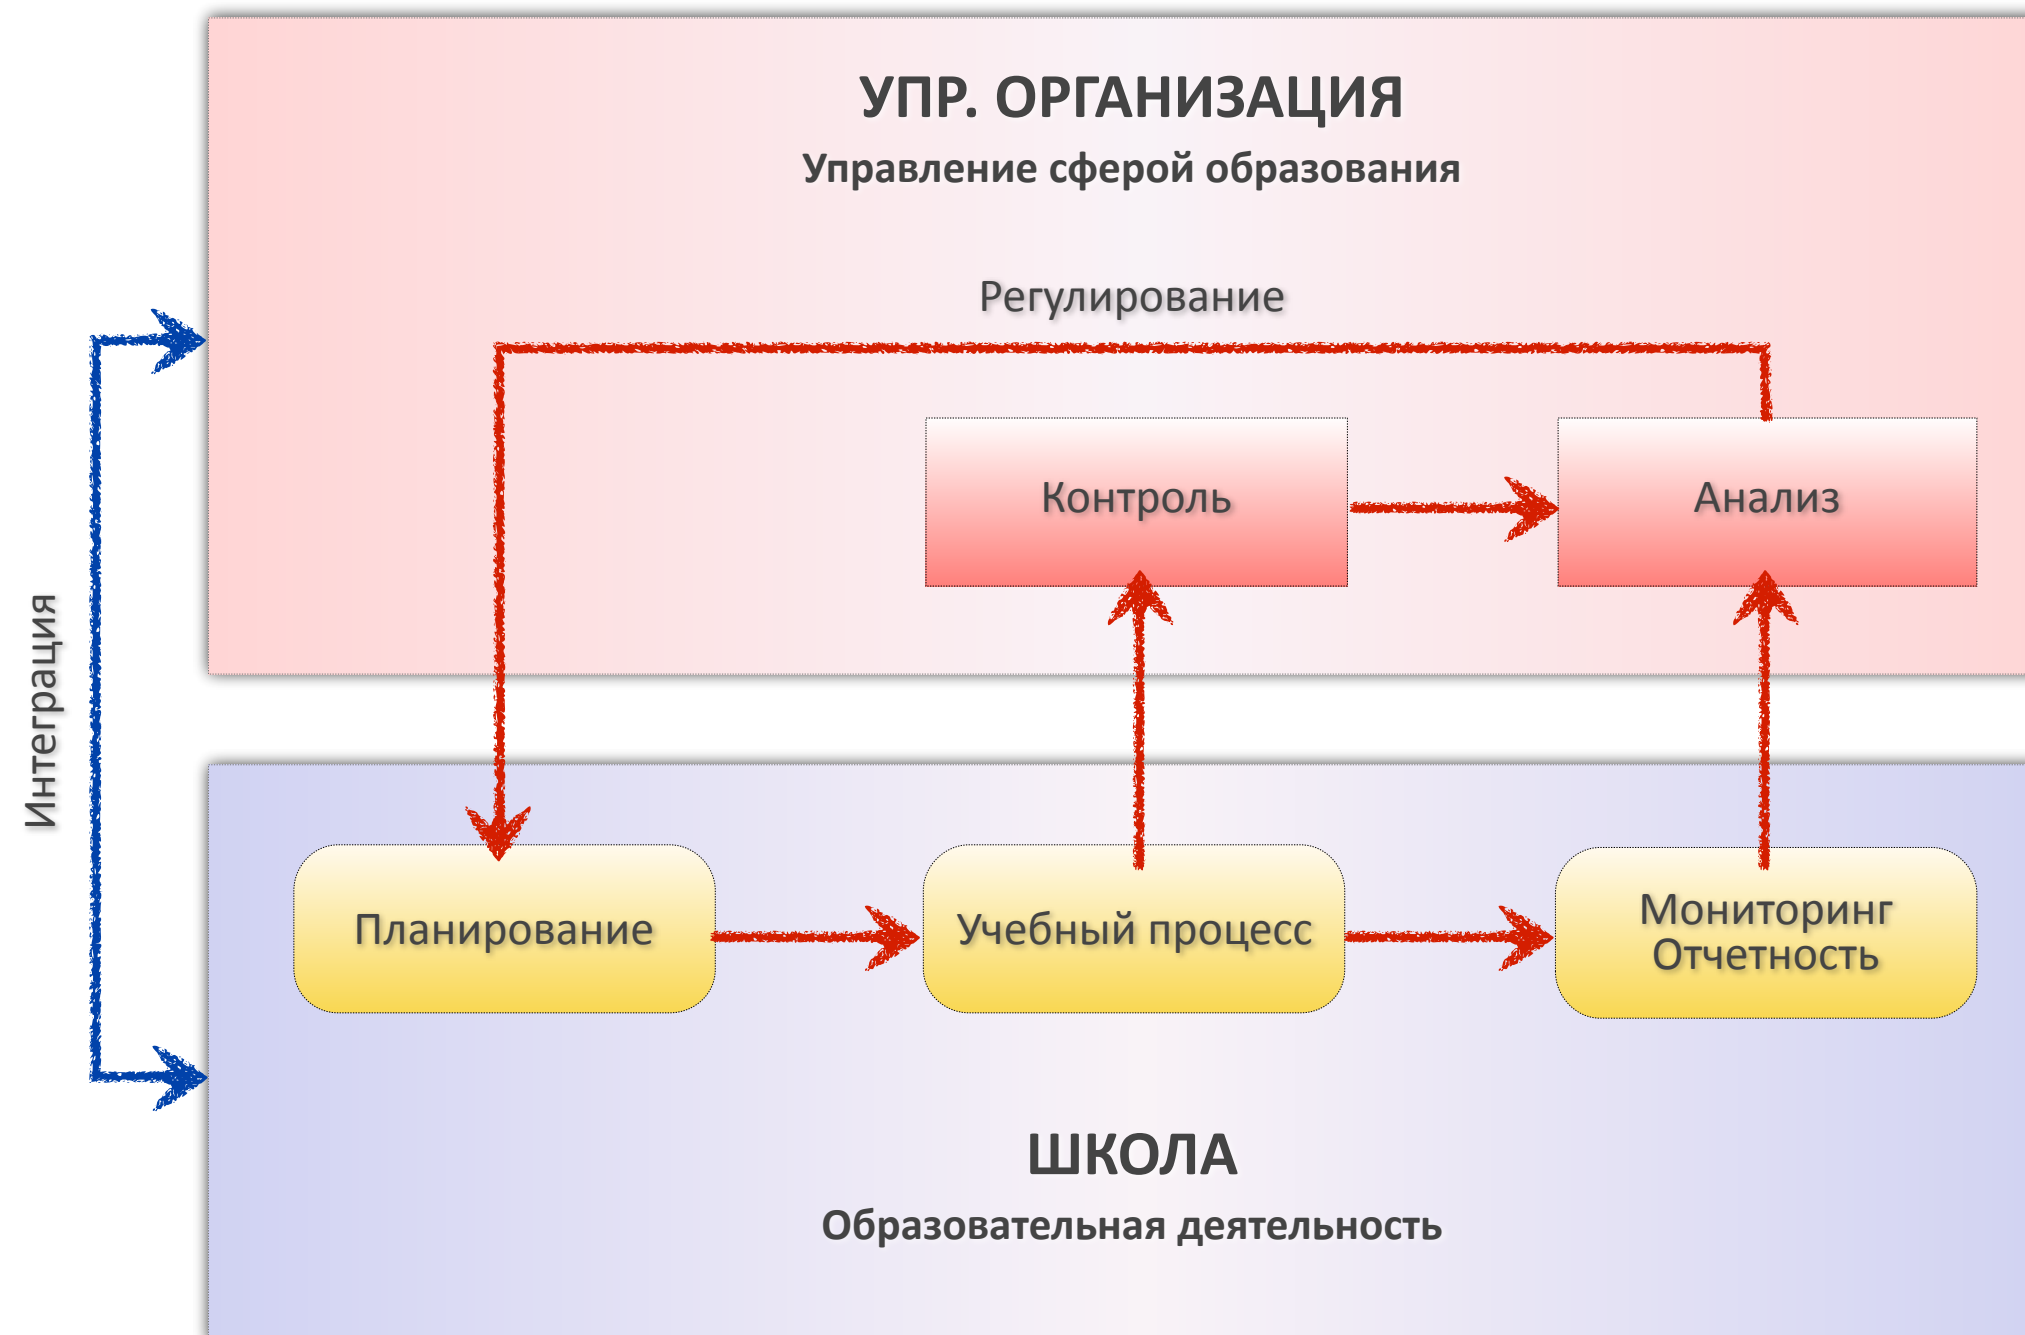 УПР. ОРГАНИЗАЦИЯ
Управление сферой образования
Регулирование
Контроль
Анализ
Интеграция
Планирование
Учебный процесс
Мониторинг
Отчетность
ШКОЛА
Образовательная деятельность